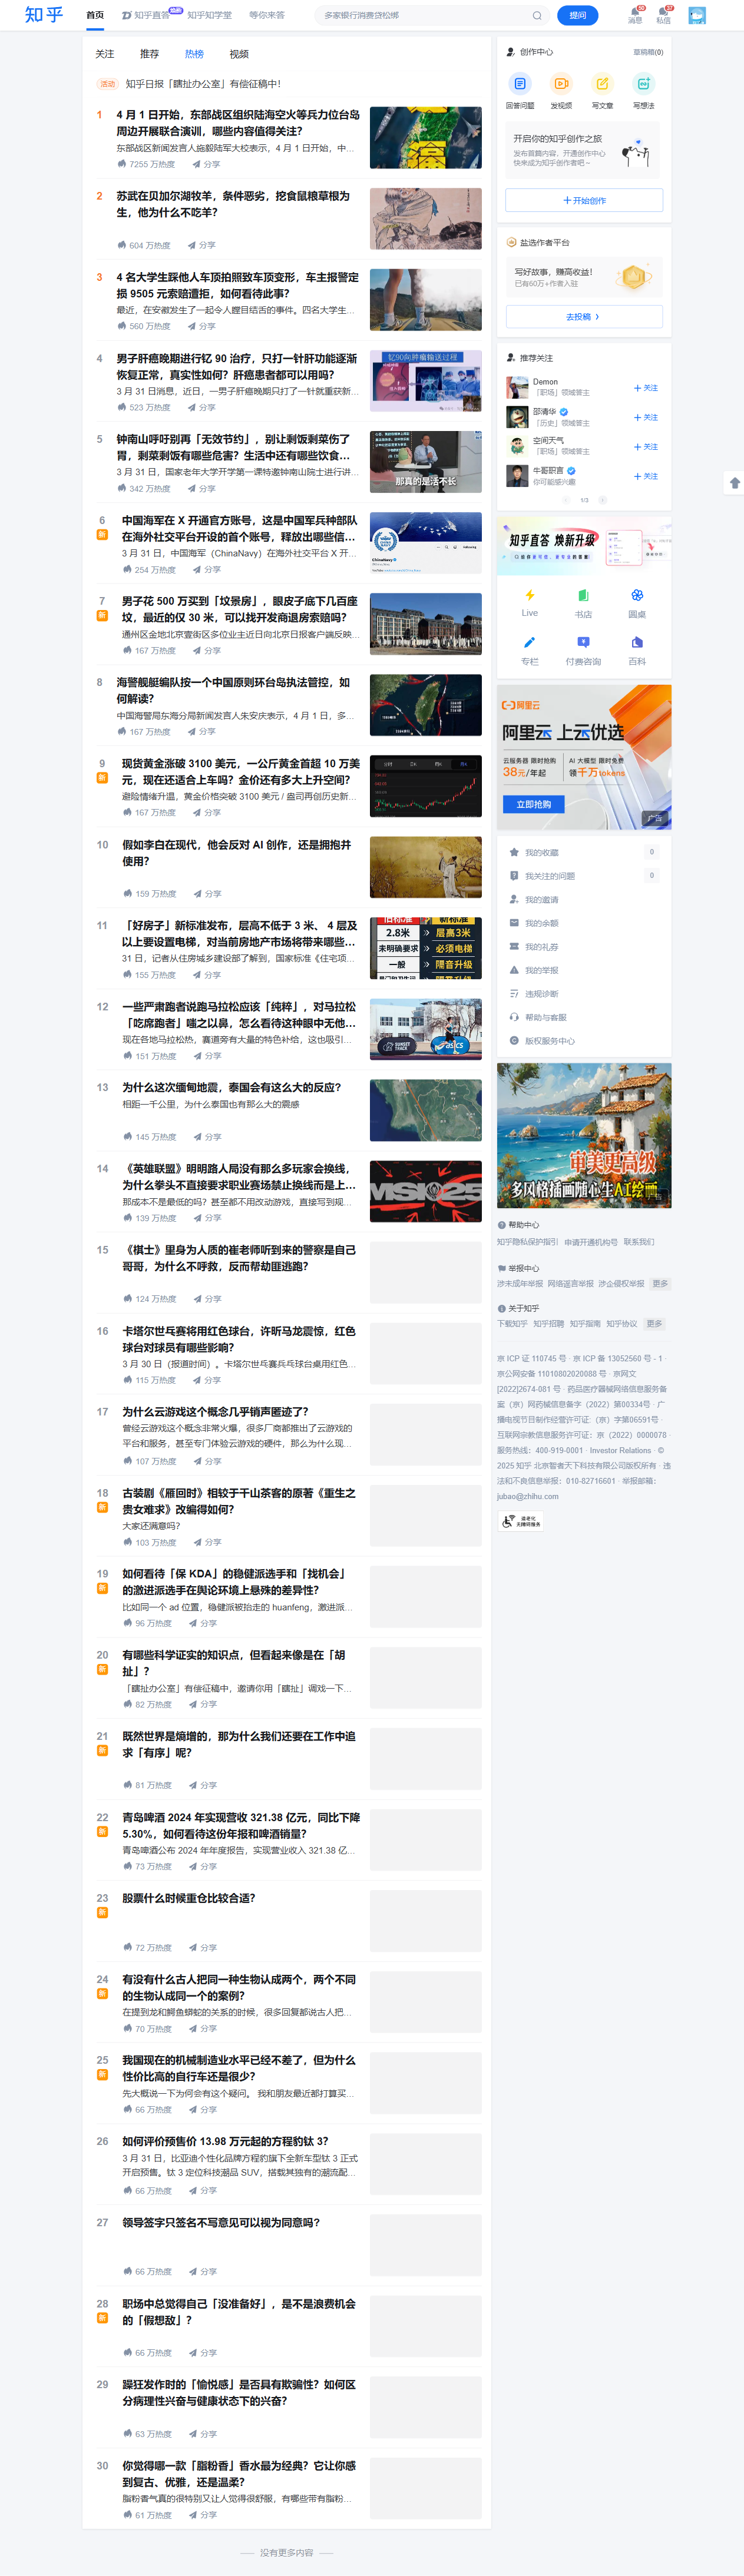 知乎
首页
知乎直答
知乎知学堂
等你来答
多家银行消费贷松绑
提问
消息
私信
关注
推荐
热榜
视频
活动 知乎日报「瞎扯办公室」有偿征稿中!
1
4 月 1 日开始，东部战区组织陆海空火等兵力位台岛
周边开展联合演训，哪些内容值得关注？
东部战区新闻发言人施毅陆军大校表示，4 月 1 日开始，中...
7255 万热度 分享
2
苏武在贝加尔湖牧羊，条件恶劣，挖食鼠粮草根为
生，他为什么不吃羊？
604 万热度 分享
3
4 名大学生踩他人车顶拍照致车顶变形，车主报警定
损 9505 元索赔遭拒，如何看待此事？
最近，在安徽发生了一起令人瞠目结舌的事件。四名大学生...
560 万热度 分享
4
男子肝癌晚期进行钇 90 治疗，只打一针肝功能逐渐
恢复正常，真实性如何？肝癌患者都可以用吗？
3 月 31 日消息，近日，一男子肝癌晚期只打了一针就重获新...
523 万热度 分享
钇90向肿瘤输送过程
5
钟南山呼吁别再「无效节约」，别让剩饭剩菜伤了
胃，剩菜剩饭有哪些危害？生活中还有哪些饮食...
3 月 31 日，国家老年大学开学第一课特邀钟南山院士进行讲...
342 万热度 分享
那真的是活不长
6
新
中国海军在 X 开通官方账号，这是中国军兵种部队
在海外社交平台开设的首个账号，释放出哪些信...
3 月 31 日，中国海军（ChinaNavy）在海外社交平台 X 开...
254 万热度 分享
7
新
男子花 500 万买到「坟景房」，眼皮子底下几百座
坟，最近的仅 30 米，可以找开发商退房索赔吗？
通州区金地北京壹街区多位业主近日向北京日报客户端反映...
167 万热度 分享
8
海警舰艇编队按一个中国原则环台岛执法管控，如
何解读？
中国海警局东海分局新闻发言人朱安庆表示，4 月 1 日，多...
167 万热度 分享
9
新
现货黄金涨破 3100 美元，一公斤黄金首超 10 万美
元，现在还适合上车吗？金价还有多大上升空间？
避险情绪升温，黄金价格突破 3100 美元 / 盎司再创历史新...
167 万热度 分享
10
假如李白在现代，他会反对 AI 创作，还是拥抱并
使用？
159 万热度 分享
11
「好房子」新标准发布，层高不低于 3 米、4 层及
以上要设置电梯，对当前房地产市场将带来哪些...
31 日，记者从住房城乡建设部了解到，国家标准《住宅项...
155 万热度 分享
旧标准 新标准
2.8米 层高3米
未明确要求 必须电梯
一般 隔音升级
12
一些严肃跑者说跑马拉松应该「纯粹」，对马拉松
「吃席跑者」嗤之以鼻，怎么看待这种眼中无他...
现在各地马拉松热，赛道旁有大量的特色补给，这也吸引...
151 万热度 分享
SUNSET TRACK
asics
13
为什么这次缅甸地震，泰国会有这么大的反应?
相距一千公里，为什么泰国也有那么大的震感
145 万热度 分享
14
《英雄联盟》明明路人局没有那么多玩家会换线，
为什么拳头不直接要求职业赛场禁止换线而是上...
那成本不是最低的吗？甚至都不用改动游戏，直接写到规...
139 万热度 分享
15
《棋士》里身为人质的崔老师听到来的警察是自己
哥哥，为什么不呼救，反而帮劫匪逃跑?
124 万热度 分享
16
卡塔尔世乒赛将用红色球台，许昕马龙震惊，红色
球台对球员有哪些影响？
3 月 30 日（报道时间）。卡塔尔世乒赛兵乓球台桌用红色...
115 万热度 分享
17
为什么云游戏这个概念几乎销声匿迹了？
曾经云游戏这个概念非常火爆，很多厂商都推出了云游戏的
平台和服务，甚至专门体验云游戏的硬件，那么为什么现...
107 万热度 分享
18
新
古装剧《雁回时》相较于千山茶客的原著《重生之
贵女难求》改编得如何？
大家还满意吗？
103 万热度 分享
19
新
如何看待「保 KDA」的稳健派选手和「找机会」
的激进派选手在舆论环境上悬殊的差异性？
比如同一个 ad 位置，稳健派被抬走的 huanfeng，激进派...
96 万热度 分享
20
新
有哪些科学证实的知识点，但看起来像是在「胡
扯」？
「瞎扯办公室」有偿征稿中，邀请你用「瞎扯」调戏一下...
82 万热度 分享
21
新
既然世界是熵增的，那为什么我们还要在工作中追
求「有序」呢？
81 万热度 分享
22
新
青岛啤酒 2024 年实现营收 321.38 亿元，同比下降
5.30%，如何看待这份年报和啤酒销量？
青岛啤酒公布 2024 年年度报告，实现营业收入 321.38 亿...
73 万热度 分享
23
新
股票什么时候重仓比较合适?
72 万热度 分享
24
新
有没有什么古人把同一种生物认成两个，两个不同
的生物认成同一个的案例？
在提到龙和鳄鱼蟒蛇的关系的时候，很多回复都说古人把...
70 万热度 分享
25
新
我国现在的机械制造业水平已经不差了，但为什么
性价比高的自行车还是很少？
先大概说一下为何会有这个疑问。 我和朋友最近都打算买...
66 万热度 分享
26
如何评价预售价 13.98 万元起的方程豹钛 3？
3 月 31 日，比亚迪个性化品牌方程豹旗下全新车型钛 3 正式
开启预售。钛 3 定位科技潮品 SUV，搭载其独有的潮流配...
66 万热度 分享
27
领导签字只签名不写意见可以视为同意吗?
66 万热度 分享
28
新
职场中总觉得自己「没准备好」，是不是浪费机会
的「假想敌」？
66 万热度 分享
29
躁狂发作时的「愉悦感」是否具有欺骗性？如何区
分病理性兴奋与健康状态下的兴奋？
63 万热度 分享
30
你觉得哪一款「脂粉香」香水最为经典？它让你感
到复古、优雅，还是温柔？
脂粉香气真的很特别又让人觉得很舒服，有哪些带有脂粉...
61 万热度 分享
没有更多内容
创作中心 草稿箱(0)
回答问题 发视频 写文章 写想法
开启你的知乎创作之旅
发布首篇内容，开通创作中心
快来成为知乎创作者吧～
开始创作
盐选作者平台
写好故事，赚高收益！
已有60万+作者入驻
去投稿
推荐关注
Demon
「职场」领域答主
关注
邵清华
「历史」领域答主
关注
空间天气
「职场」领域答主
关注
牛哥职言
你可能感兴趣
关注
1/3
知乎直答 焕新升级
Live 书店 圆桌
专栏 付费咨询 百科
阿里云
阿里云 上云优选
云服务器 限时抢购 AI 大模型 限时免费
38元/年起 领千万tokens
立即抢购
广告
我的收藏 0
我关注的问题 0
我的邀请
我的余额
我的礼券
我的举报
违规诊断
帮助与客服
版权服务中心
审美更高级
多风格插画随心生AI绘画
帮助中心
知乎隐私保护指引 申请开通机构号 联系我们
举报中心
涉未成年举报 网络谣言举报 涉企侵权举报 更多
关于知乎
下载知乎 知乎招聘 知乎指南 知乎协议 更多
京 ICP 证 110745 号 · 京 ICP 备 13052560 号 - 1 ·
京公网安备 11010802020088 号 · 京网文
[2022]2674-081 号 · 药品医疗器械网络信息服务备
案（京）网药械信息备字（2022）第00334号 · 广
播电视节目制作经营许可证:（京）字第06591号 ·
互联网宗教信息服务许可证：京（2022）0000078 ·
服务热线：400-919-0001 · Investor Relations · ©
2025 知乎 北京智者天下科技有限公司版权所有 · 违
法和不良信息举报：010-82716601 · 举报邮箱：
jubao@zhihu.com
适老化
无障碍服务